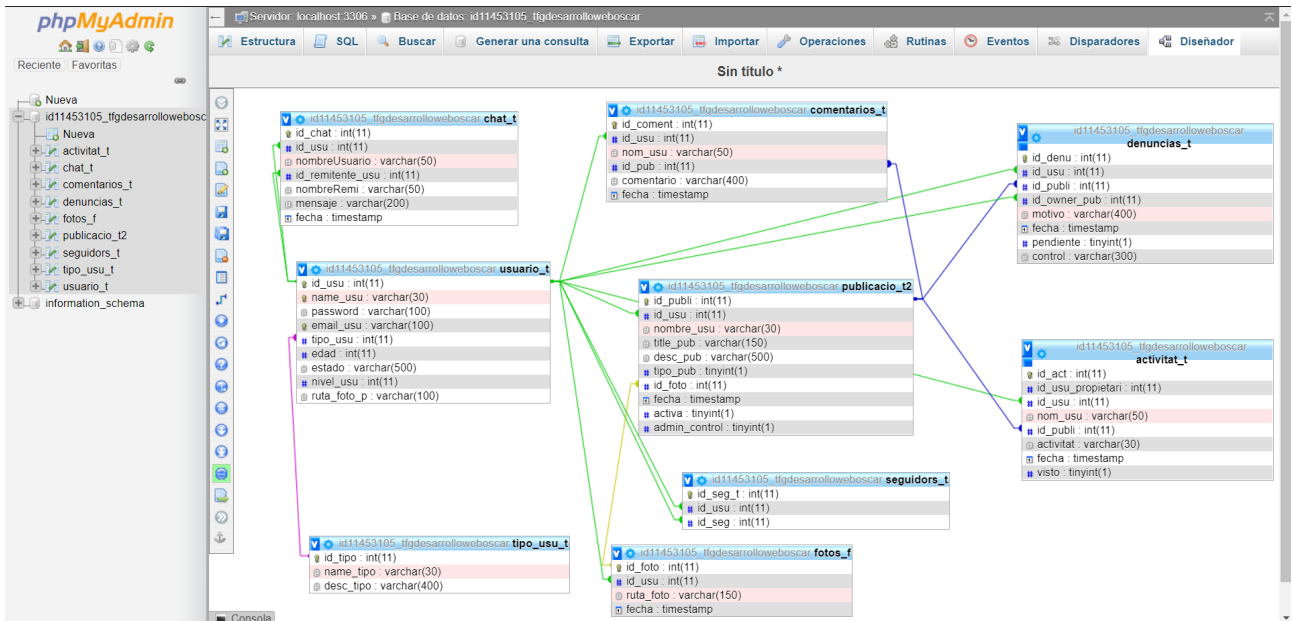 phpMyAdmin
Reciente Favoritas
Nueva
id11453105_tfgdesarrollowebosc
Nueva
activitat_t
chat_t
comentarios_t
denuncias_t
fotos_f
publicacio_t2
seguidors_t
tipo_usu_t
usuario_t
information_schema
Servidor: localhost:3306 » Base de datos: id11453105_tfgdesarrolloweboscar
Estructura SQL Buscar Generar una consulta Exportar Importar Operaciones Rutinas Eventos Disparadores Diseñador
Sin título *
id11453105_tfgdesarrolloweboscar chat_t
id_chat : int(11)
id_usu : int(11)
nombreUsuario : varchar(50)
id_remitente_usu : int(11)
nombreRemi : varchar(50)
mensaje : varchar(200)
fecha : timestamp
id11453105_tfgdesarrolloweboscar comentarios_t
id_coment : int(11)
id_usu : int(11)
nom_usu : varchar(50)
id_pub : int(11)
comentario : varchar(400)
fecha : timestamp
id11453105_tfgdesarrolloweboscar
denuncias_t
id_denu : int(11)
id_usu : int(11)
id_publi : int(11)
id_owner_pub : int(11)
motivo : varchar(400)
fecha : timestamp
pendiente : tinyint(1)
control : varchar(300)
id11453105_tfgdesarrolloweboscar usuario_t
id_usu : int(11)
name_usu : varchar(30)
password : varchar(100)
email_usu : varchar(100)
tipo_usu : int(11)
edad : int(11)
estado : varchar(500)
nivel_usu : int(11)
ruta_foto_p : varchar(100)
id11453105_tfgdesarrolloweboscar publicacio_t2
id_publi : int(11)
id_usu : int(11)
nombre_usu : varchar(30)
title_pub : varchar(150)
desc_pub : varchar(500)
tipo_pub : tinyint(1)
id_foto : int(11)
fecha : timestamp
activa : tinyint(1)
admin_control : tinyint(1)
id11453105_tfgdesarrolloweboscar
activitat_t
id_act : int(11)
id_usu_propietari : int(11)
id_usu : int(11)
nom_usu : varchar(50)
id_publi : int(11)
activitat : varchar(30)
fecha : timestamp
visto : tinyint(1)
id11453105_tfgdesarrolloweboscar seguidors_t
id_seg_t : int(11)
id_usu : int(11)
id_seg : int(11)
id11453105_tfgdesarrolloweboscar tipo_usu_t
id_tipo : int(11)
name_tipo : varchar(30)
desc_tipo : varchar(400)
id11453105_tfgdesarrolloweboscar fotos_f
id_foto : int(11)
id_usu : int(11)
ruta_foto : varchar(150)
fecha : timestamp
Consola